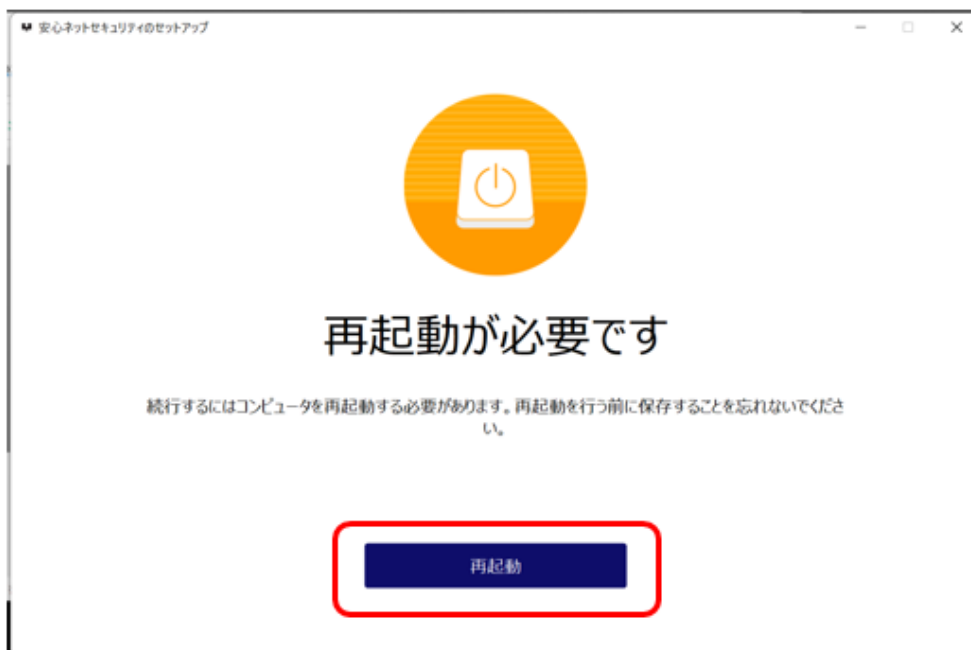 安心ネットセキュリティのセットアップ
再起動が必要です
続行するにはコンピュータを再起動する必要があります。再起動を行う前に保存することを忘れないでくださ
い。
再起動